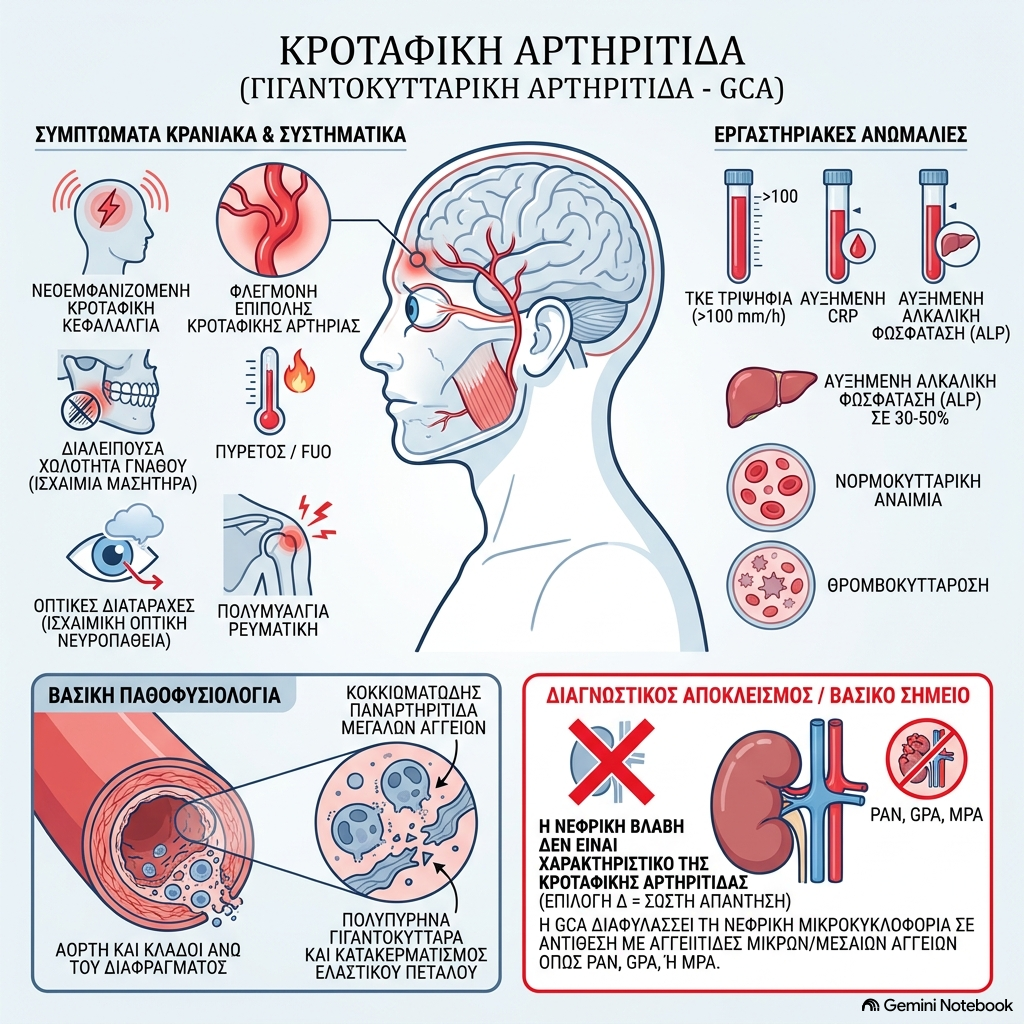 ΚΡΟΤΑΦΙΚΗ ΑΡΤΗΡΙΤΙΔΑ
(ΓΙΓΑΝΤΟΚΥΤΤΑΡΙΚΗ ΑΡΤΗΡΙΤΙΔΑ - GCA)
ΣΥΜΠΤΩΜΑΤΑ ΚΡΑΝΙΑΚΑ & ΣΥΣΤΗΜΑΤΙΚΑ
ΝΕΟΕΜΦΑΝΙΖΟΜΕΝΗ
ΚΡΟΤΑΦΙΚΗ
ΚΕΦΑΛΑΛΓΙΑ
ΦΛΕΓΜΟΝΗ
ΕΠΙΠΟΛΗΣ
ΚΡΟΤΑΦΙΚΗΣ ΑΡΤΗΡΙΑΣ
ΔΙΑΛΕΙΠΟΥΣΑ
ΧΩΛΟΤΗΤΑ ΓΝΑΘΟΥ
(ΙΣΧΑΙΜΙΑ ΜΑΣΗΤΗΡΑ)
ΠΥΡΕΤΟΣ / FUO
ΟΠΤΙΚΕΣ ΔΙΑΤΑΡΑΧΕΣ
(ΙΣΧΑΙΜΙΚΗ ΟΠΤΙΚΗ
ΝΕΥΡΟΠΑΘΕΙΑ)
ΠΟΛΥΜΥΑΛΓΙΑ
ΡΕΥΜΑΤΙΚΗ
ΕΡΓΑΣΤΗΡΙΑΚΕΣ ΑΝΩΜΑΛΙΕΣ
>100
ΤΚΕ ΤΡΙΨΗΦΙΑ
(>100 mm/h)
ΑΥΞΗΜΕΝΗ
CRP
ΑΥΞΗΜΕΝΗ
ΑΛΚΑΛΙΚΗ
ΦΩΣΦΑΤΑΣΗ (ALP)
ΑΥΞΗΜΕΝΗ ΑΛΚΑΛΙΚΗ
ΦΩΣΦΑΤΑΣΗ (ALP)
ΣΕ 30-50%
ΝΟΡΜΟΚΥΤΤΑΡΙΚΗ
ΑΝΑΙΜΙΑ
ΘΡΟΜΒΟΚΥΤΤΑΡΩΣΗ
ΒΑΣΙΚΗ ΠΑΘΟΦΥΣΙΟΛΟΓΙΑ
ΚΟΚΚΙΩΜΑΤΩΔΗΣ
ΠΑΝΑΡΤΗΡΙΤΙΔΑ
ΜΕΓΑΛΩΝ ΑΓΓΕΙΩΝ
ΑΟΡΤΗ ΚΑΙ ΚΛΑΔΟΙ ΑΝΩ
ΤΟΥ ΔΙΑΦΡΑΓΜΑΤΟΣ
ΠΟΛΥΠΥΡΗΝΑ
ΓΙΓΑΝΤΟΚΥΤΤΑΡΑ
ΚΑΙ ΚΑΤΑΚΕΡΜΑΤΙΣΜΟΣ
ΕΛΑΣΤΙΚΟΥ ΠΕΤΑΛΟΥ
ΔΙΑΓΝΩΣΤΙΚΟΣ ΑΠΟΚΛΕΙΣΜΟΣ / ΒΑΣΙΚΟ ΣΗΜΕΙΟ
PAN, GPA, MPA
Η ΝΕΦΡΙΚΗ ΒΛΑΒΗ
ΔΕΝ ΕΙΝΑΙ
ΧΑΡΑΚΤΗΡΙΣΤΙΚΟ ΤΗΣ
ΚΡΟΤΑΦΙΚΗΣ ΑΡΤΗΡΙΤΙΔΑΣ
(ΕΠΙΛΟΓΗ Δ = ΣΩΣΤΗ ΑΠΑΝΤΗΣΗ)
Η GCA ΔΙΑΦΥΛΑΣΣΕΙ ΤΗ ΝΕΦΡΙΚΗ ΜΙΚΡΟΚΥΚΛΟΦΟΡΙΑ ΣΕ
ΑΝΤΙΘΕΣΗ ΜΕ ΑΓΓΕΙΙΤΙΔΕΣ ΜΙΚΡΩΝ/ΜΕΣΑΙΩΝ ΑΓΓΕΙΩΝ
ΟΠΩΣ PAN, GPA, Ή MPA.
Gemini Notebook